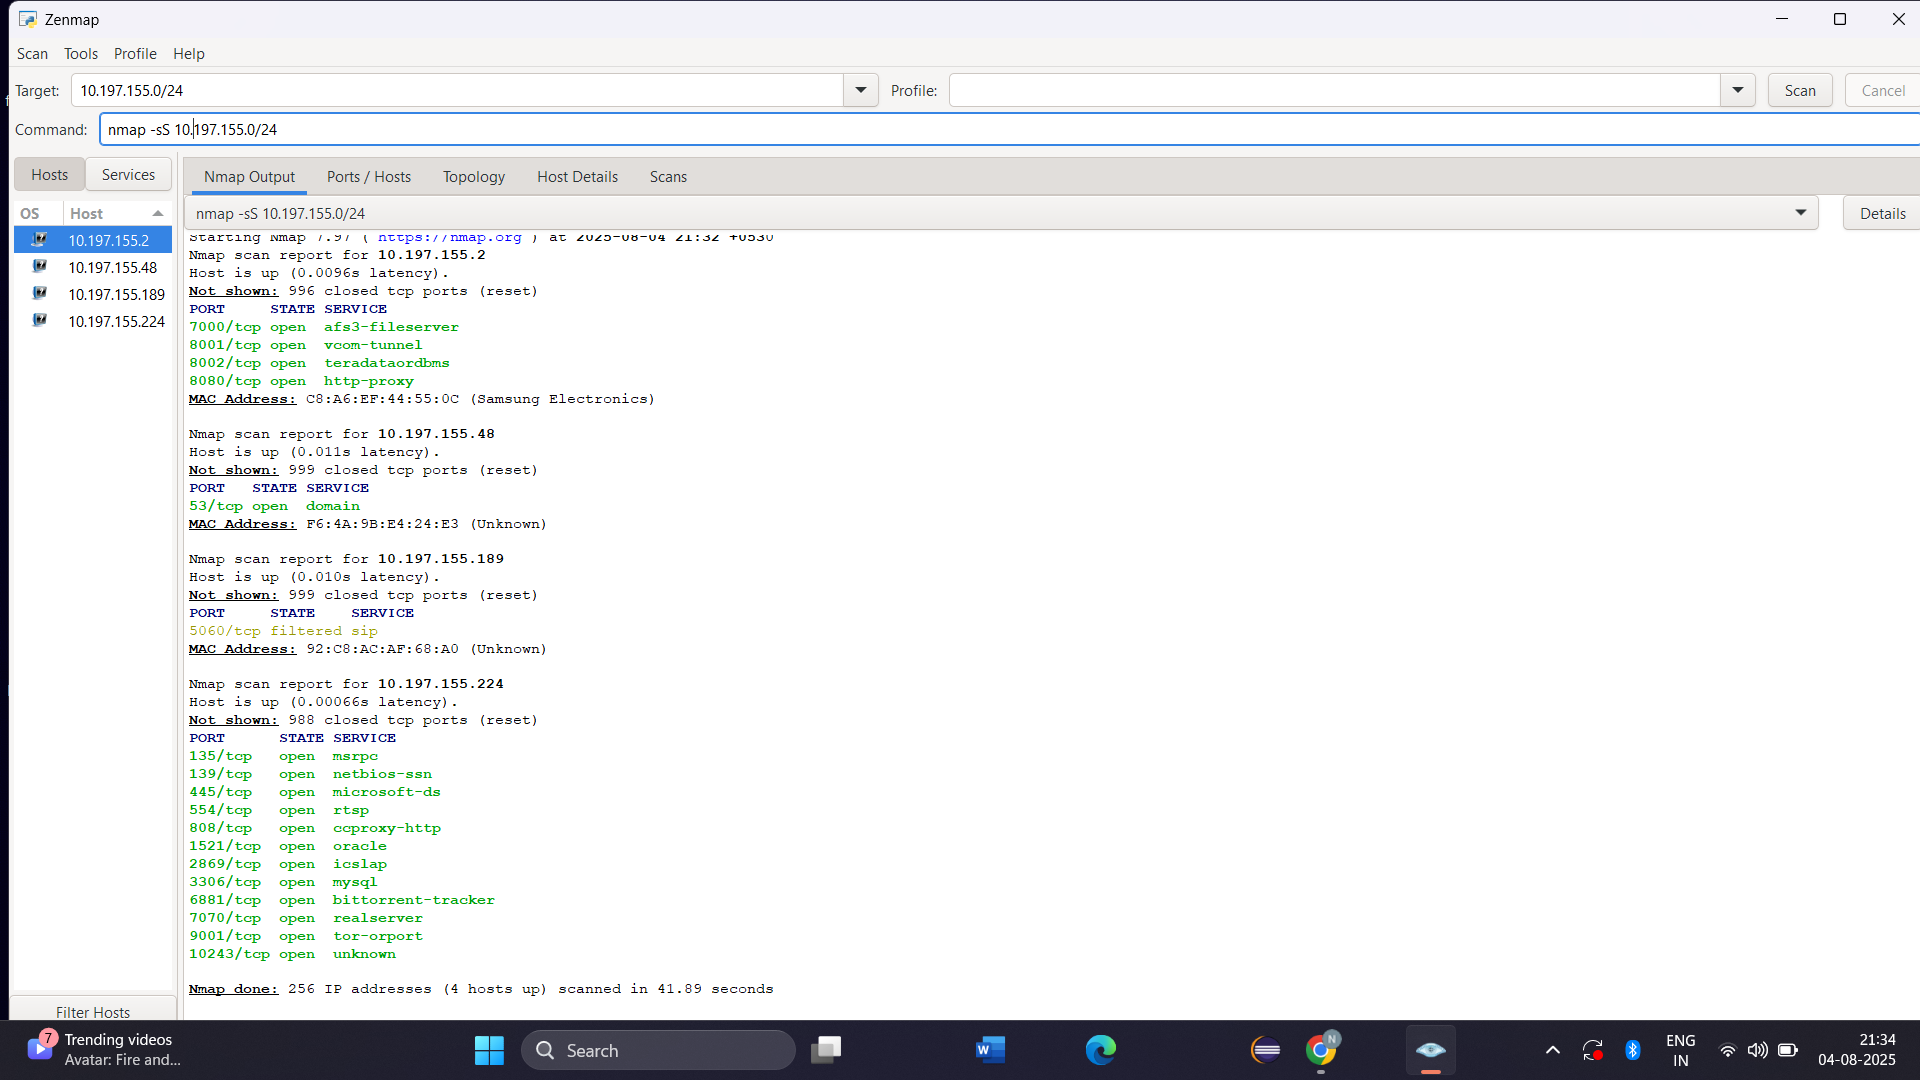 Zenmap
Scan Tools Profile Help
Target: 10.197.155.0/24 Profile: Scan Cancel
Command: nmap -sS 10.197.155.0/24
Hosts Services
OS Host
10.197.155.2
10.197.155.48
10.197.155.189
10.197.155.224
Filter Hosts
Nmap Output Ports / Hosts Topology Host Details Scans
nmap -sS 10.197.155.0/24 Details
Starting Nmap 7.97 ( https://nmap.org ) at 2025-08-04 21:32 +0530
Nmap scan report for 10.197.155.2
Host is up (0.0096s latency).
Not shown: 996 closed tcp ports (reset)
PORT STATE SERVICE
7000/tcp open afs3-fileserver
8001/tcp open vcom-tunnel
8002/tcp open teradataordbms
8080/tcp open http-proxy
MAC Address: C8:A6:EF:44:55:0C (Samsung Electronics)
Nmap scan report for 10.197.155.48
Host is up (0.011s latency).
Not shown: 999 closed tcp ports (reset)
PORT STATE SERVICE
53/tcp open domain
MAC Address: F6:4A:9B:E4:24:E3 (Unknown)
Nmap scan report for 10.197.155.189
Host is up (0.010s latency).
Not shown: 999 closed tcp ports (reset)
PORT STATE SERVICE
5060/tcp filtered sip
MAC Address: 92:C8:AC:AF:68:A0 (Unknown)
Nmap scan report for 10.197.155.224
Host is up (0.00066s latency).
Not shown: 988 closed tcp ports (reset)
PORT STATE SERVICE
135/tcp open msrpc
139/tcp open netbios-ssn
445/tcp open microsoft-ds
554/tcp open rtsp
808/tcp open ccproxy-http
1521/tcp open oracle
2869/tcp open icslap
3306/tcp open mysql
6881/tcp open bittorrent-tracker
7070/tcp open realserver
9001/tcp open tor-orport
10243/tcp open unknown
Nmap done: 256 IP addresses (4 hosts up) scanned in 41.89 seconds
7
Trending videos
Avatar: Fire and...
Search
N
ENG
IN
21:34
04-08-2025